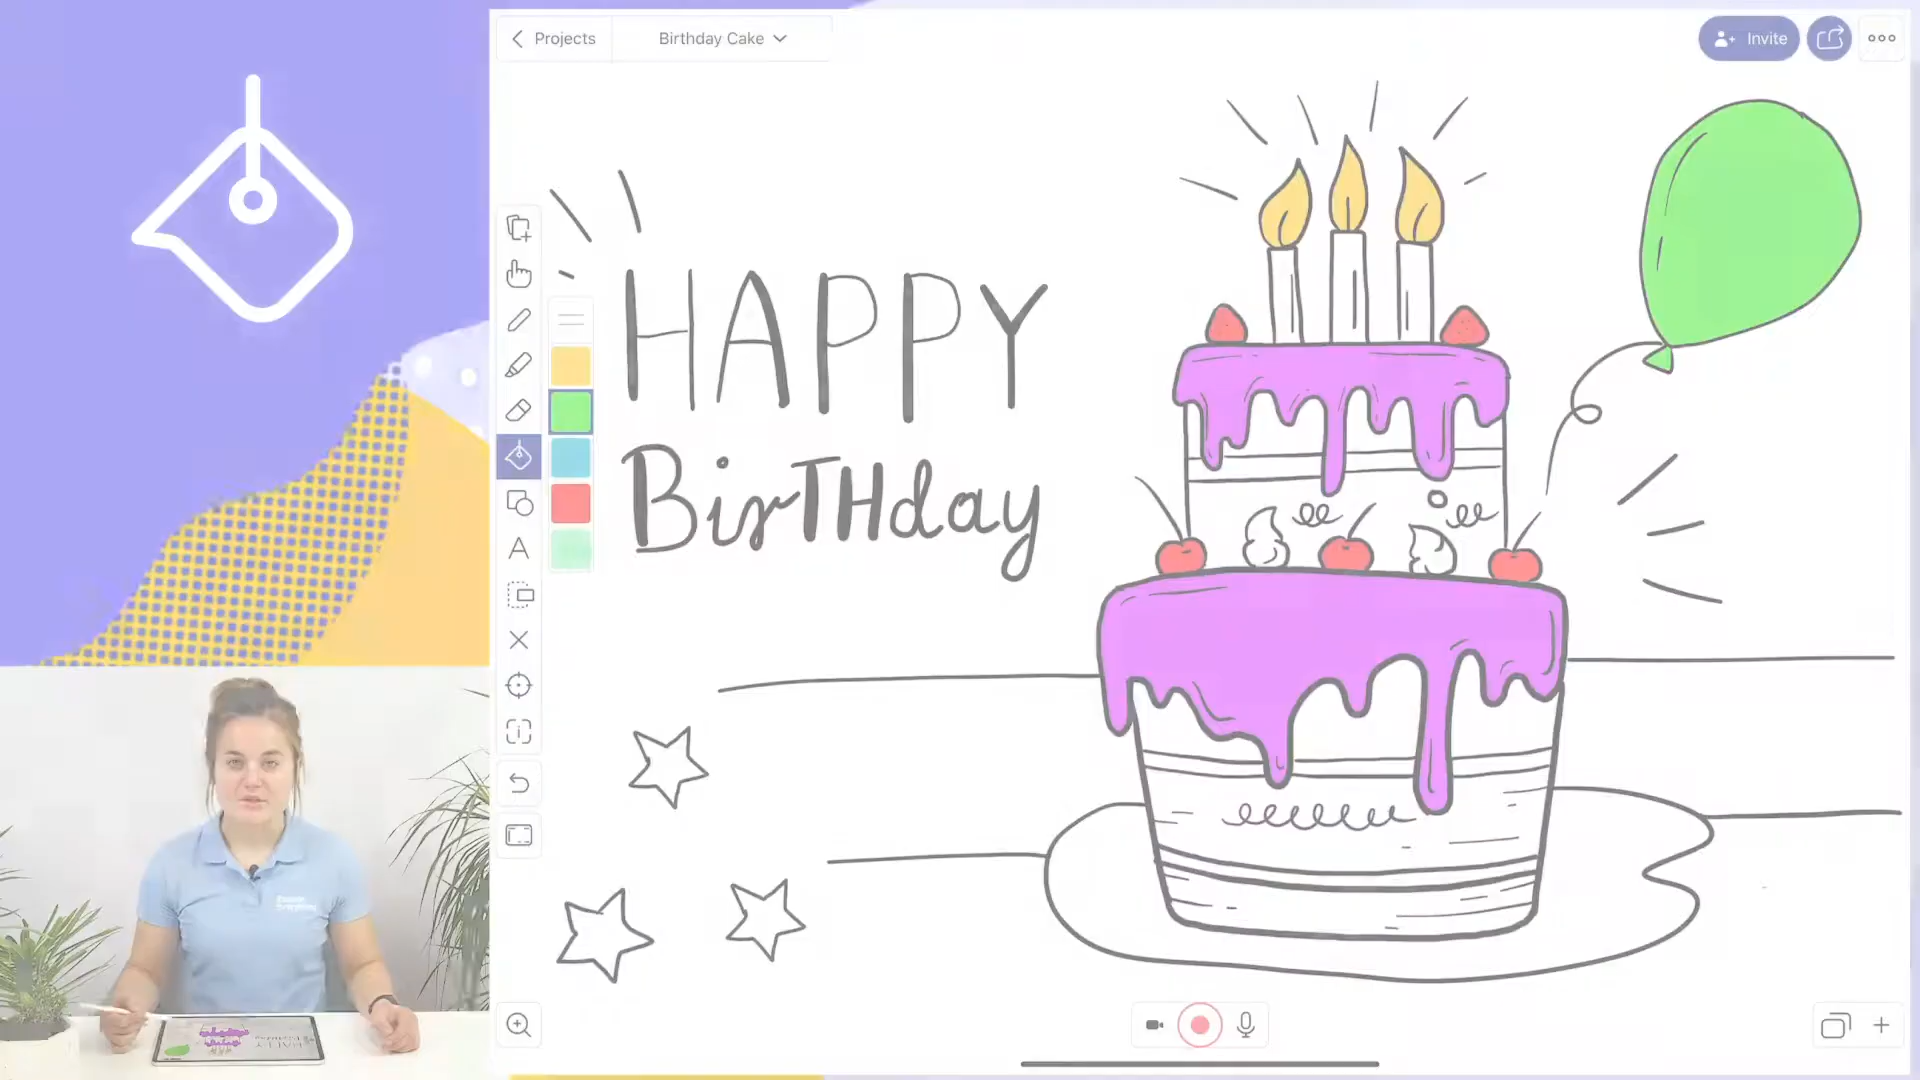 Projects
Birthday Cake
Invite
HAPPY
BirTHday
A